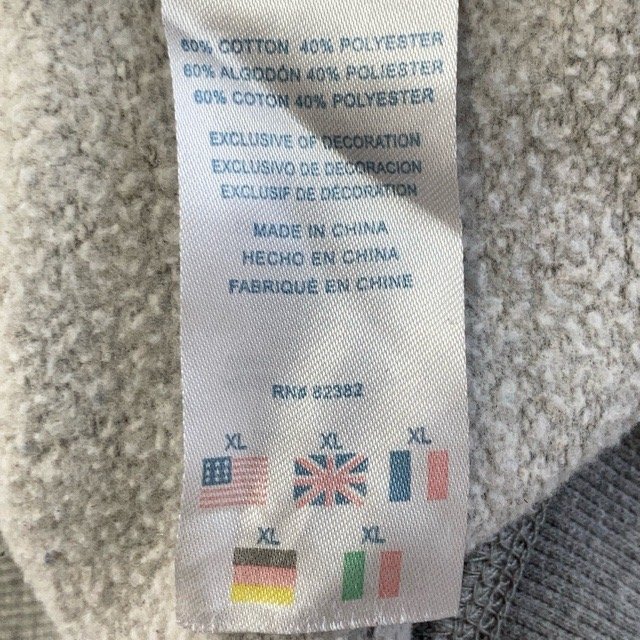 60% COTTON 40% POLYESTER
60% ALGODÓN 40% POLIESTER
60% COTON 40% POLYESTER
EXCLUSIVE OF DECORATION
EXCLUSIVO DE DECORACION
EXCLUSIF DE DÉCORATION
MADE IN CHINA
HECHO EN CHINA
FABRIQUÉ EN CHINE
RN# 82382
XL XL XL
XL XL